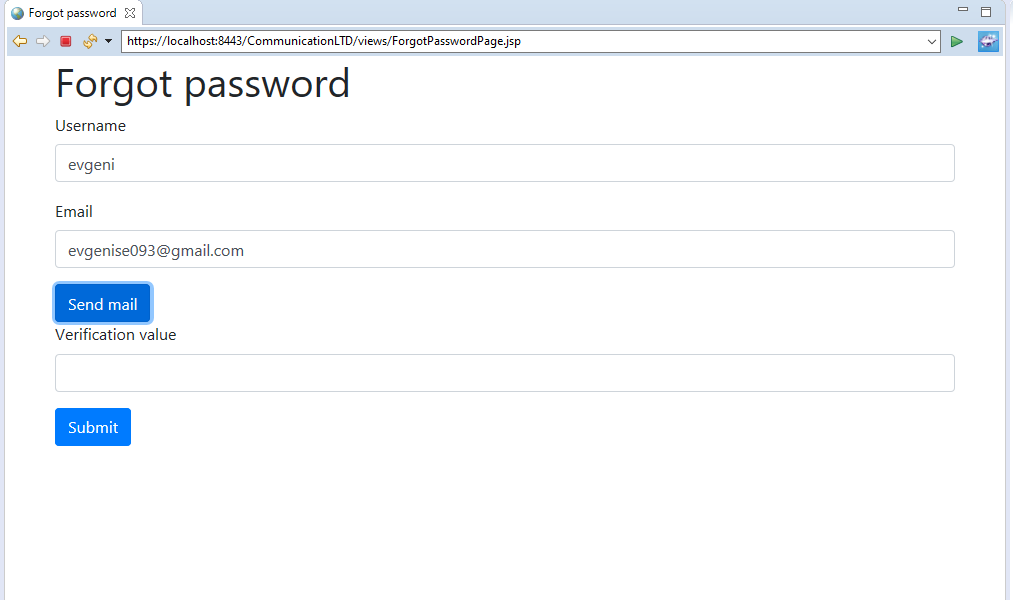 Forgot password
https://localhost:8443/CommunicationLTD/views/ForgotPasswordPage.jsp
Forgot password
Username
evgeni
Email
evgenise093@gmail.com
Send mail
Verification value
Submit